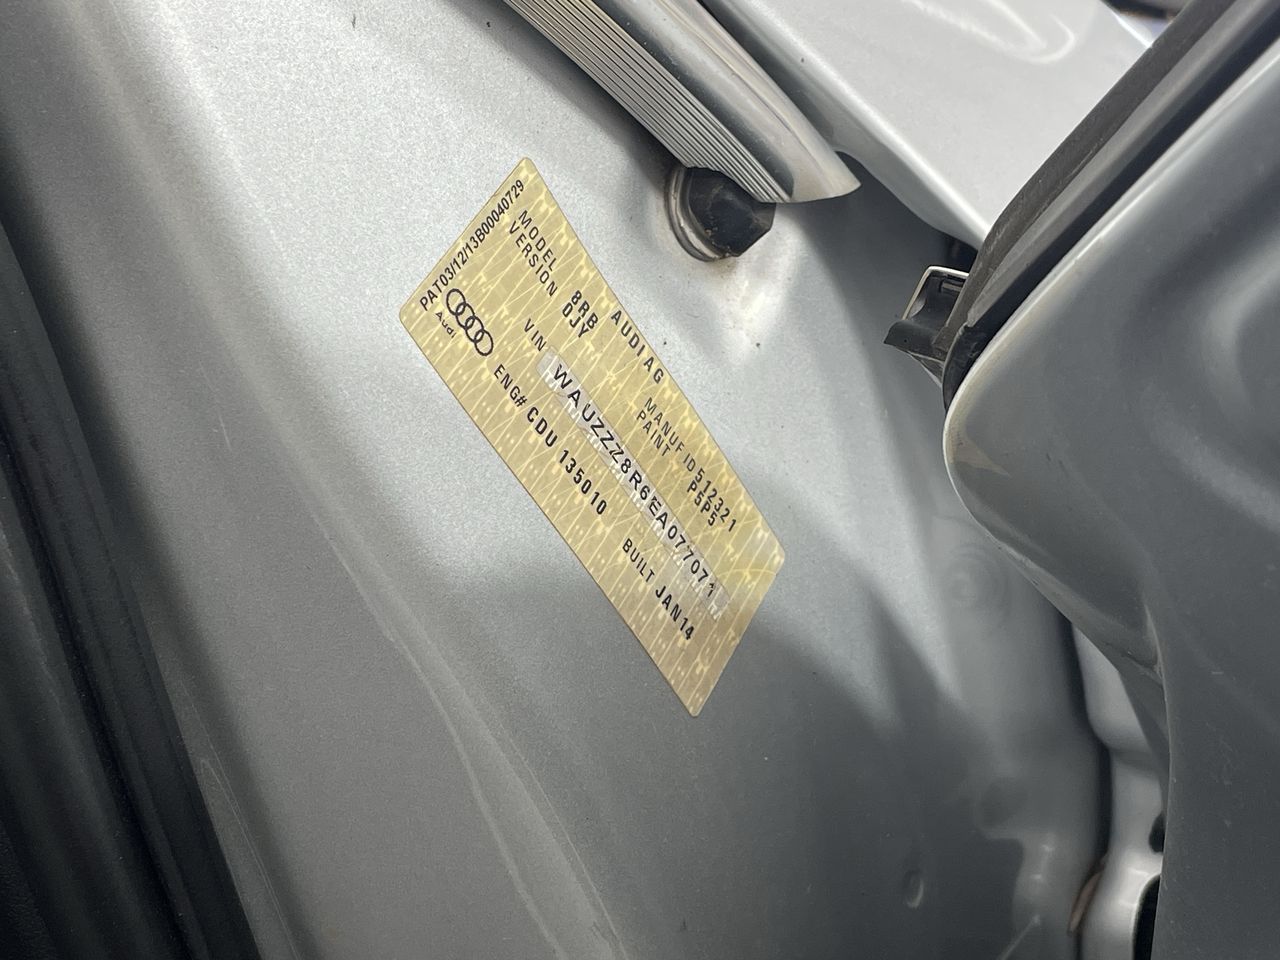 PAT03/12/13B00040729
AUDI AG
MODEL 8RB MANUF ID 512321
VERSION DJY PAINT P5P5
VIN WAUZZZ8R6EA077071
Audi ENG# CDU 135010 BUILT JAN14